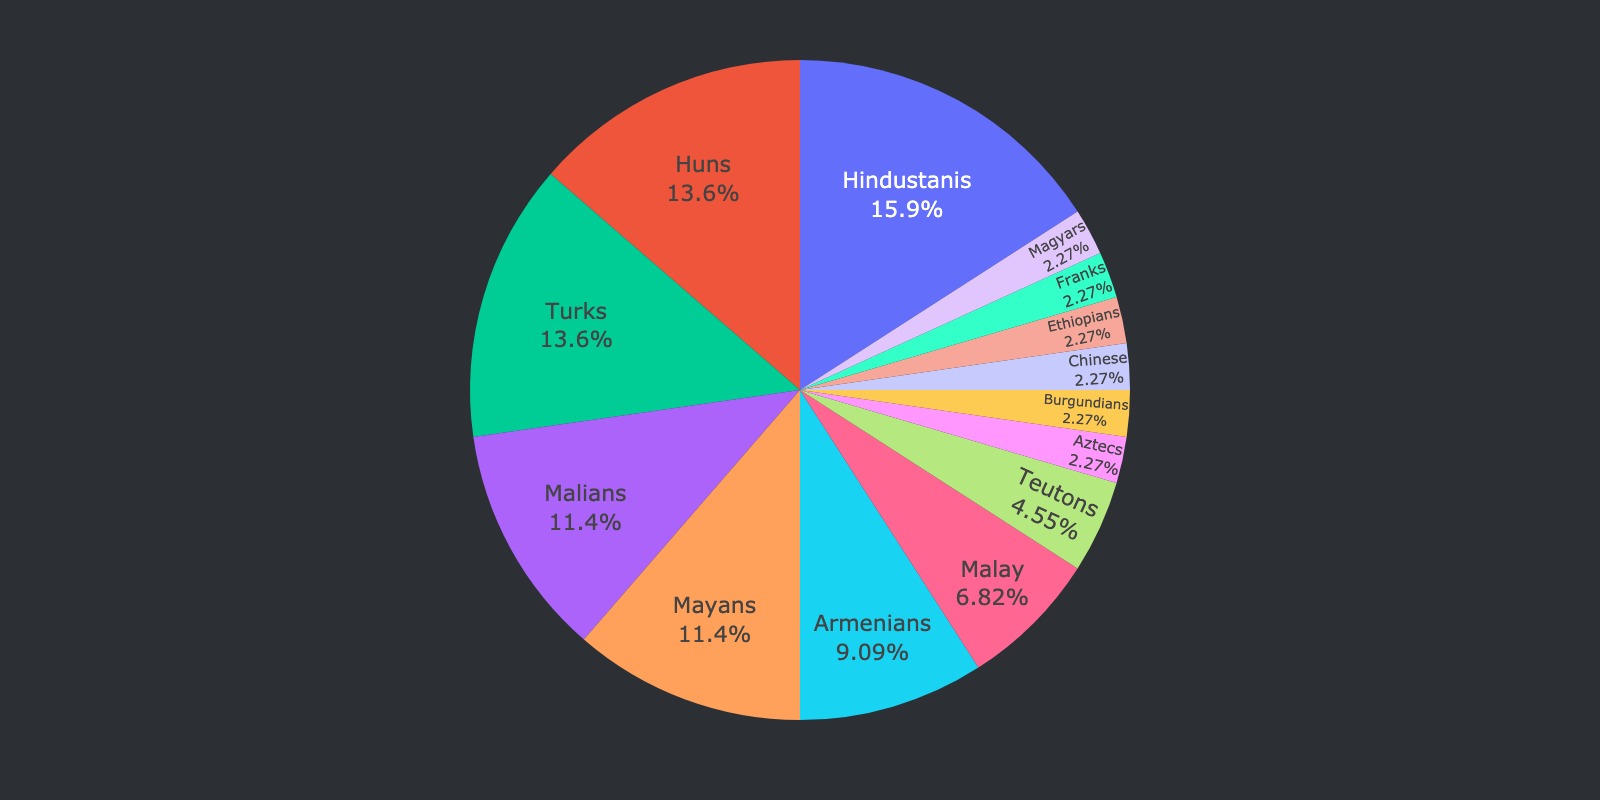 Huns
13.6%
Hindustanis
15.9%
Magyars
2.27%
Franks
2.27%
Ethiopians
2.27%
Chinese
2.27%
Burgundians
2.27%
Aztecs
2.27%
Teutons
4.55%
Malay
6.82%
Armenians
9.09%
Mayans
11.4%
Malians
11.4%
Turks
13.6%